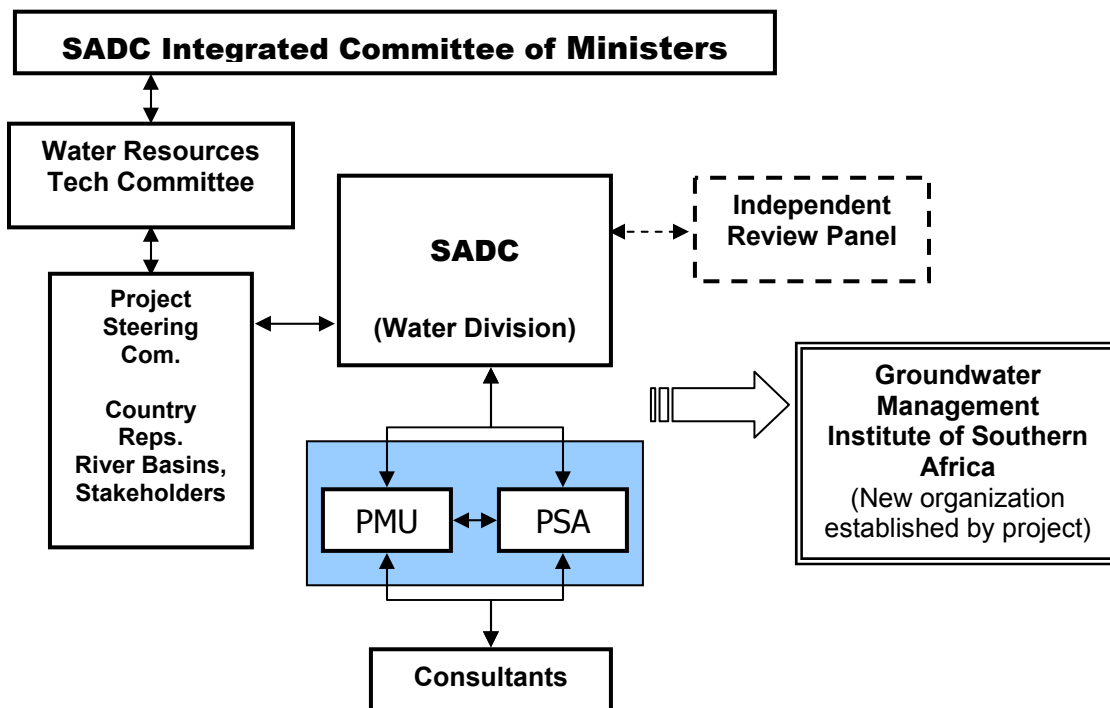 SADC Integrated Committee of Ministers
Water Resources
Tech Committee
SADC
(Water Division)
Independent
Review Panel
Project
Steering
Com.
Country
Reps.
River Basins,
Stakeholders
Groundwater
Management
Institute of Southern
Africa
(New organization
established by project)
PMU
PSA
Consultants